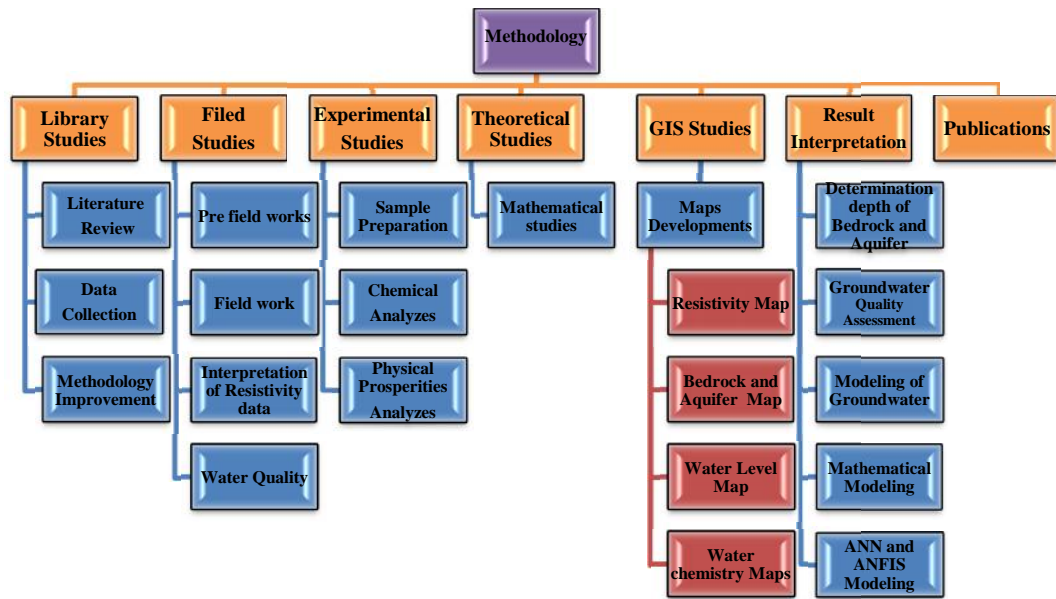 Methodology
Library
Studies
Filed
Studies
Experimental
Studies
Theoretical
Studies
GIS Studies
Result
Interpretation
Publications
Literature
Review
Data
Collection
Methodology
Improvement
Pre field works
Field work
Interpretation
of Resistivity
data
Water Quality
Sample
Preparation
Chemical
Analyzes
Physical
Prosperities
Analyzes
Mathematical
studies
Maps
Developments
Resistivity Map
Bedrock and
Aquifer Map
Water Level
Map
Water
chemistry Maps
Determination
depth of
Bedrock and
Aquifer
Groundwater
Quality
Assessment
Modeling of
Groundwater
Mathematical
Modeling
ANN and
ANFIS
Modeling